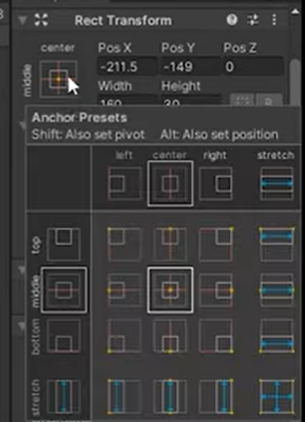 Rect Transform
center
Pos X Pos Y Pos Z
middle
-211.5 -149 0
Width Height
160 30
R
Anchor Presets
Shift: Also set pivot Alt: Also set position
left center right stretch
top
middle
bottom
stretch